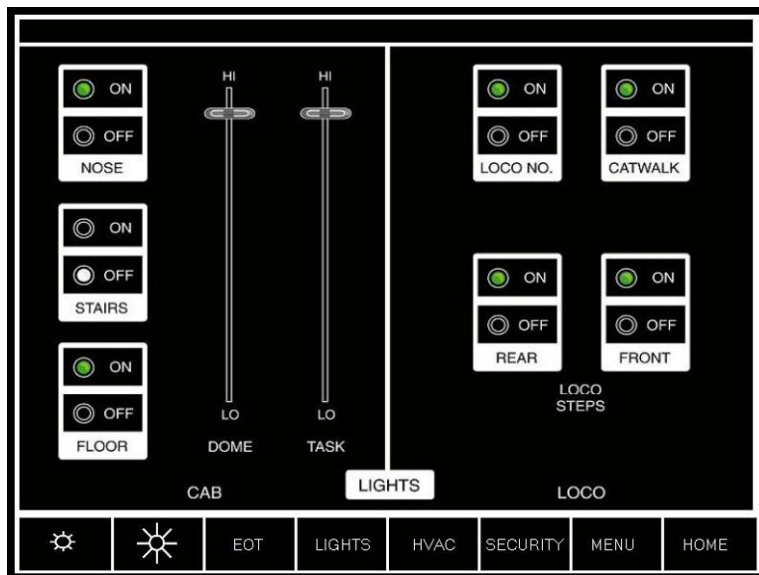 ON
OFF
NOSE
ON
OFF
STAIRS
ON
OFF
FLOOR
HI
LO
DOME
HI
LO
TASK
CAB
LIGHTS
ON
OFF
LOCO NO.
ON
OFF
CATWALK
ON
OFF
REAR
ON
OFF
FRONT
LOCO
STEPS
LOCO
EOT
LIGHTS
HVAC
SECURITY
MENU
HOME